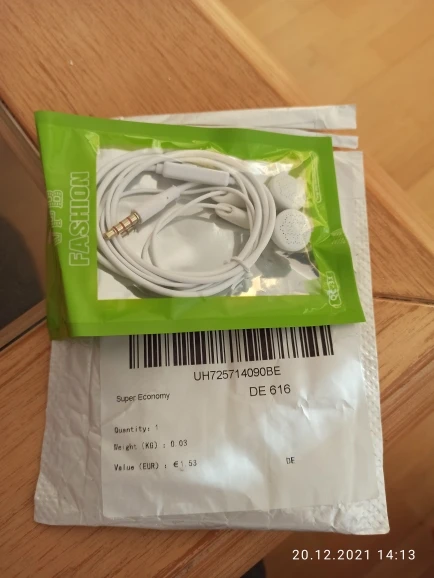 FASHION
UH725714090BE
Super Economy
DE 616
Quantity: 1
Weight (KG) : 0.03
Value (EUR) : €1.53
DE
20.12.2021 14:13